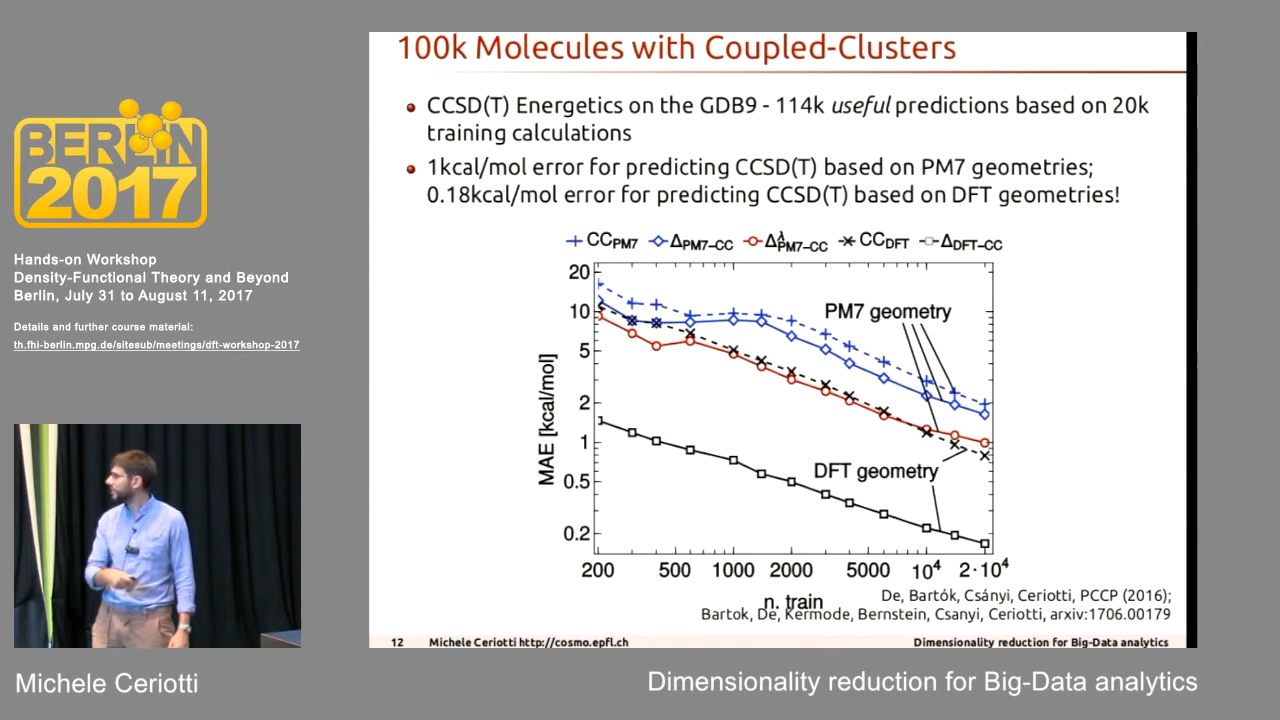 BERLIN
2017
Hands-on Workshop
Density-Functional Theory and Beyond
Berlin, July 31 to August 11, 2017
Details and further course material:
th.fhi-berlin.mpg.de/sitesub/meetings/dft-workshop-2017
Michele Ceriotti
100k Molecules with Coupled-Clusters
CCSD(T) Energetics on the GDB9 - 114k useful predictions based on 20k
training calculations
1kcal/mol error for predicting CCSD(T) based on PM7 geometries;
0.18kcal/mol error for predicting CCSD(T) based on DFT geometries!
CC_PM7 Δ_PM7-CC Δ^λ_PM7-CC CC_DFT Δ_DFT-CC
MAE [kcal/mol]
20
10
5
2
1
0.5
0.2
PM7 geometry
DFT geometry
200 500 1000 2000 5000 10⁴ 2·10⁴
n. train
De, Bartók, Csányi, Ceriotti, PCCP (2016);
Bartok, De, Kermode, Bernstein, Csanyi, Ceriotti, arxiv:1706.00179
12 Michele Ceriotti http://cosmo.epfl.ch Dimensionality reduction for Big-Data analytics
Dimensionality reduction for Big-Data analytics